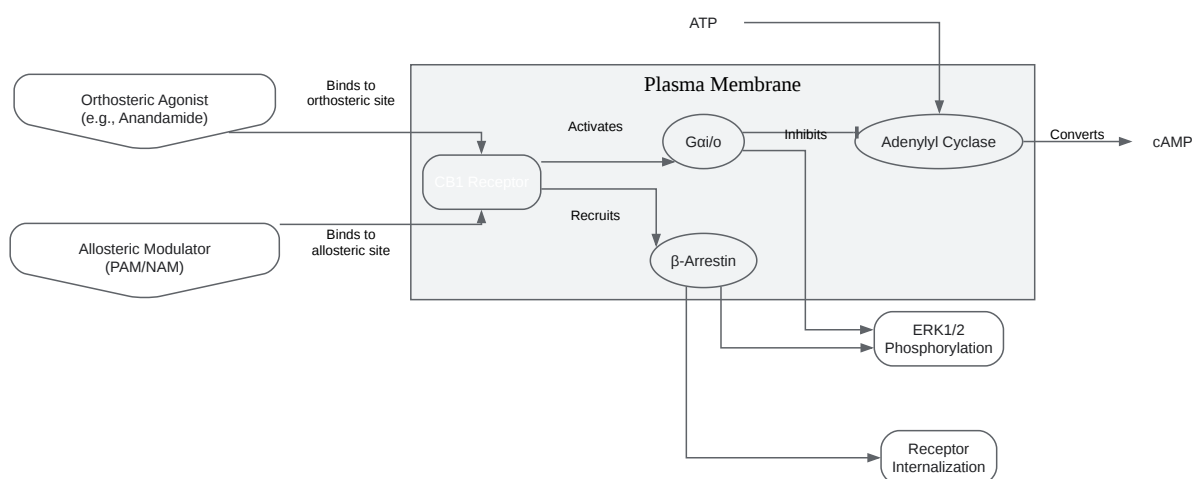 ATP
Plasma Membrane
Orthosteric Agonist
(e.g., Anandamide)
Binds to
orthosteric site
Activates
Gαi/o
Inhibits
Adenylyl Cyclase
Converts
cAMP
CB1 Receptor
Recruits
Allosteric Modulator
(PAM/NAM)
Binds to
allosteric site
β-Arrestin
ERK1/2
Phosphorylation
Receptor
Internalization